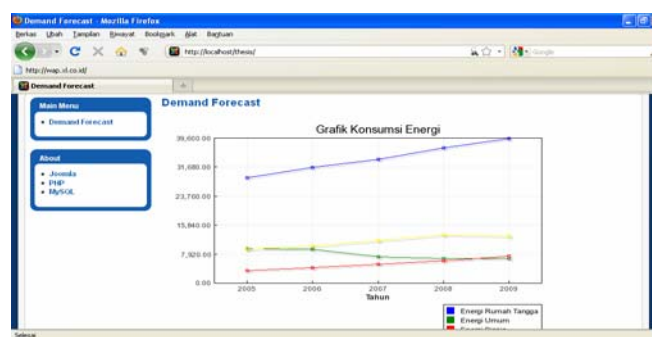 Demand Forecast - Mozilla Firefox
Berkas Ubah Tampilan Riwayat Bookmark Alat Bantuan
http://localhost/thesis/
Google
http://wap.xl.co.id/
Demand Forecast
Main Menu
Demand Forecast
About
Joomla
PHP
MySQL
Demand Forecast
Grafik Konsumsi Energi
39,600.00
31,680.00
23,760.00
15,840.00
7,920.00
0.00
2005 2006 2007 2008 2009
Tahun
Energi Rumah Tangga
Energi Umum
Selesai